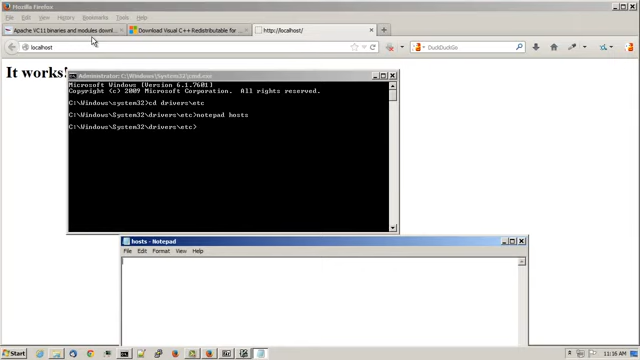 Mozilla Firefox
File Edit View History Bookmarks Tools Help
Apache VC11 binaries and modules downl...
Download Visual C++ Redistributable for ...
http://localhost/
localhost
DuckDuckGo
It works!
Administrator: C:\Windows\system32\cmd.exe
Microsoft Windows [Version 6.1.7601]
Copyright (c) 2009 Microsoft Corporation.  All rights reserved.
C:\Windows\system32>cd drivers\etc
C:\Windows\System32\drivers\etc>notepad hosts
C:\Windows\System32\drivers\etc>
hosts - Notepad
File Edit Format View Help
Start
11:16 AM